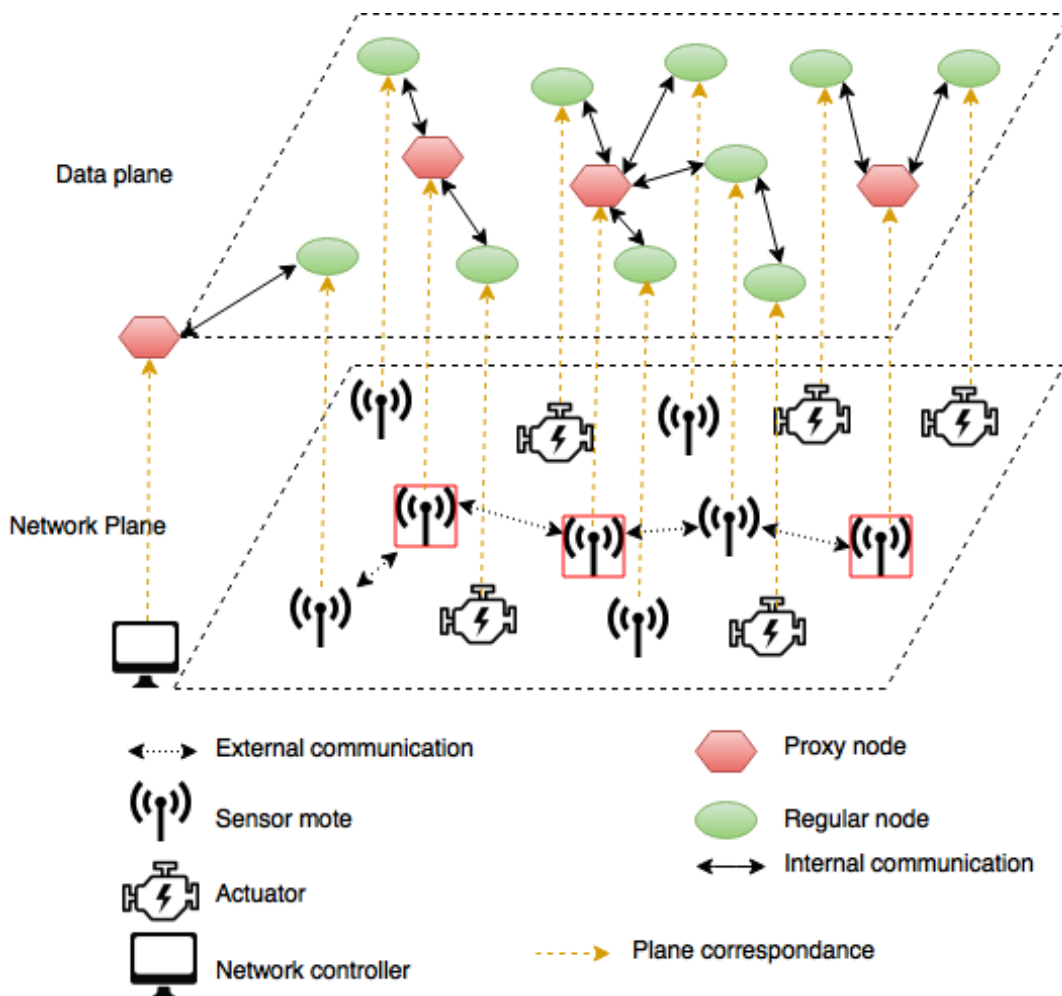 Data plane
Network Plane
External communication
Proxy node
Sensor mote
Regular node
Internal communication
Actuator
Plane correspondance
Network controller